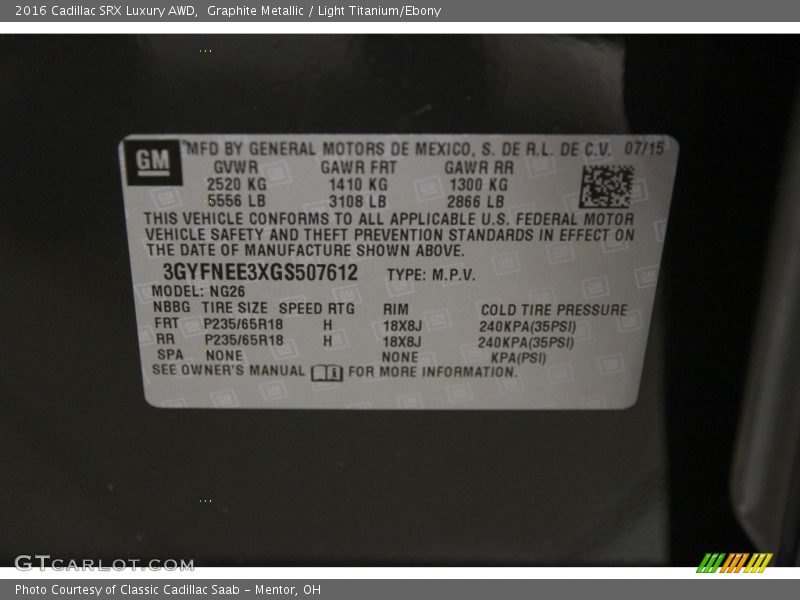 2016 Cadillac SRX Luxury AWD,  Graphite Metallic / Light Titanium/Ebony
GM MFD BY GENERAL MOTORS DE MEXICO, S. DE R.L. DE C.V. 07/15
GVWR GAWR FRT GAWR RR
2520 KG 1410 KG 1300 KG
5556 LB 3108 LB 2866 LB
THIS VEHICLE CONFORMS TO ALL APPLICABLE U.S. FEDERAL MOTOR
VEHICLE SAFETY AND THEFT PREVENTION STANDARDS IN EFFECT ON
THE DATE OF MANUFACTURE SHOWN ABOVE.
3GYFNEE3XGS507612 TYPE: M.P.V.
MODEL: NG26
NBBG TIRE SIZE SPEED RTG RIM COLD TIRE PRESSURE
FRT P235/65R18 H 18X8J 240KPA(35PSI)
RR P235/65R18 H 18X8J 240KPA(35PSI)
SPA NONE NONE KPA(PSI)
SEE OWNER'S MANUAL FOR MORE INFORMATION.
GTCARLOT.COM
Photo Courtesy of Classic Cadillac Saab - Mentor, OH